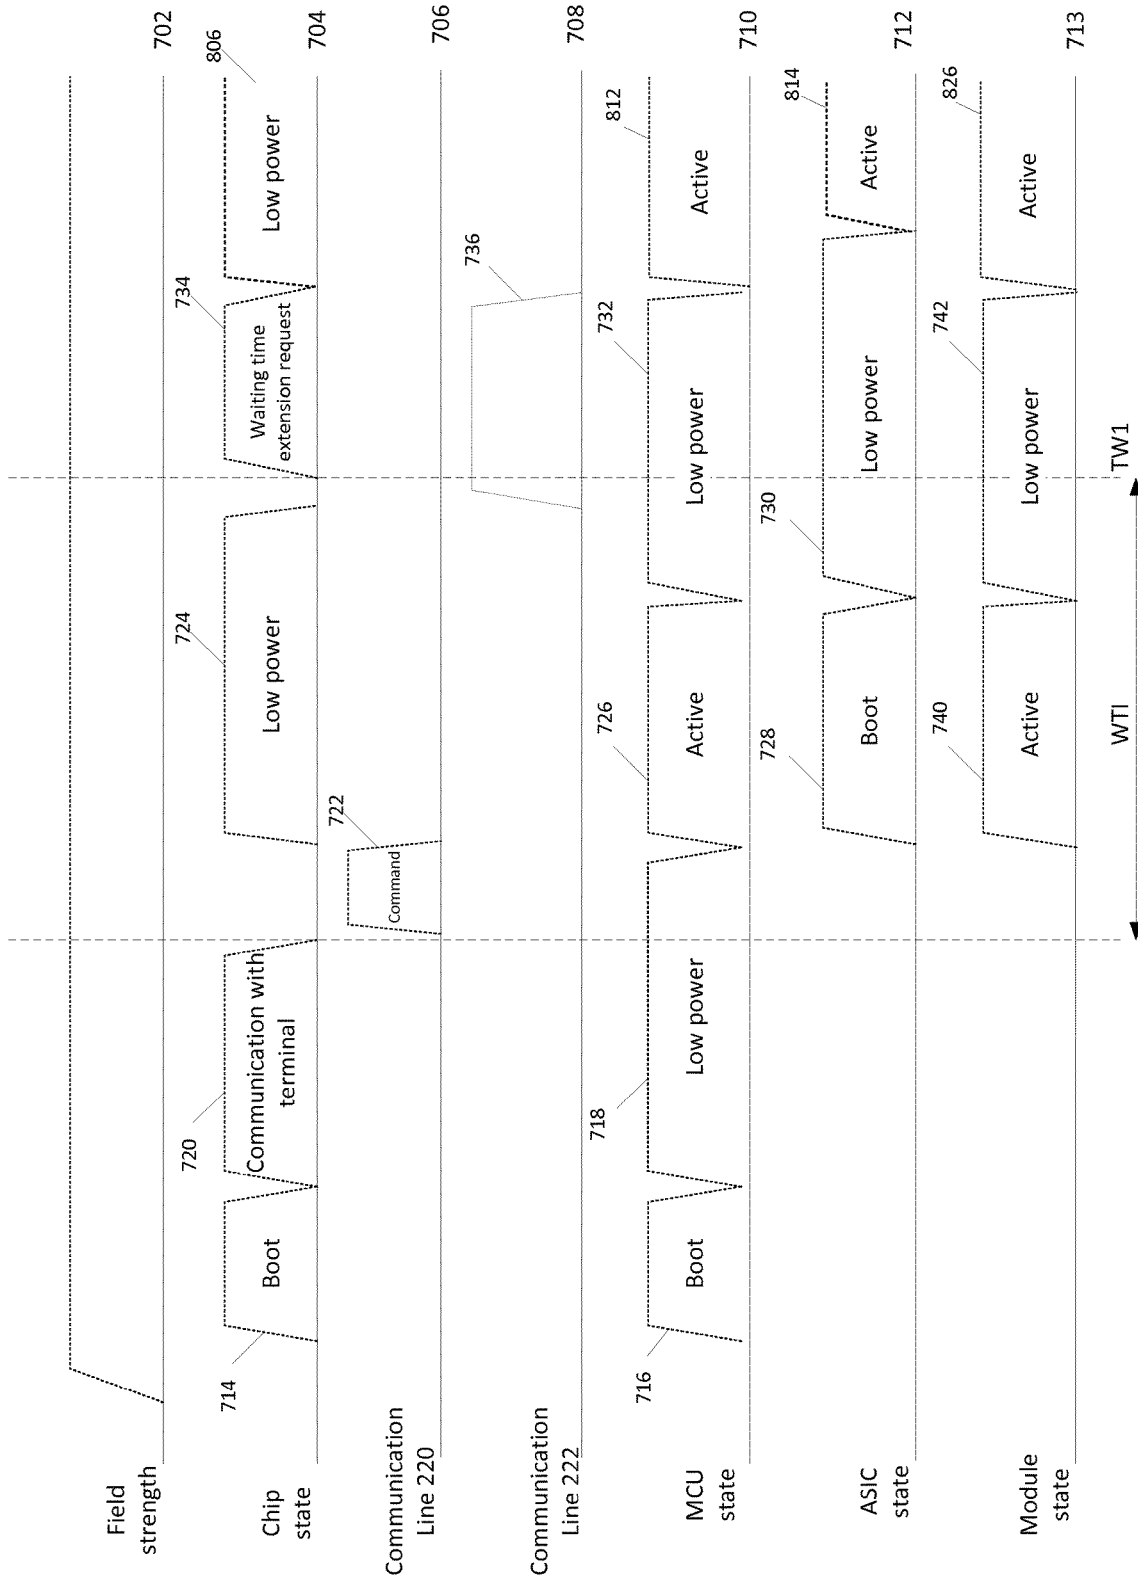 Field
strength
702
Chip
state
704
714
Boot
720
Communication with
terminal
724
Low power
734
Waiting time
extension request
806
Low power
Communication
Line 220
706
722
Command
Communication
Line 222
708
736
MCU
state
710
716
Boot
718
Low power
726
Active
732
Low power
812
Active
ASIC
state
712
728
Boot
730
Low power
814
Active
Module
state
713
740
Active
742
Low power
826
Active
WTI
TW1